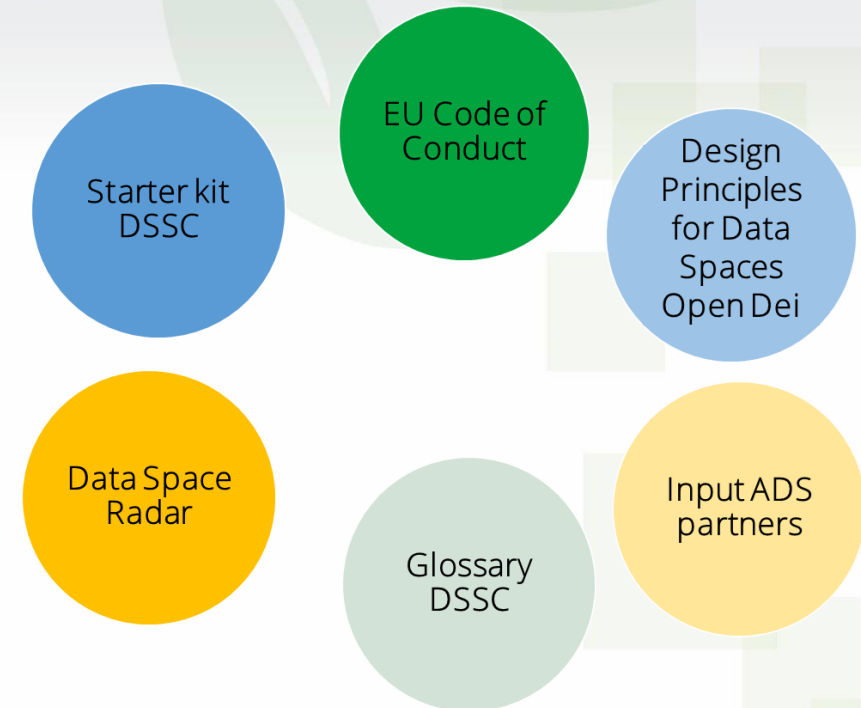 EU Code of
Conduct
Starter kit
DSSC
Design
Principles
for Data
Spaces
Open Dei
Data Space
Radar
Input ADS
partners
Glossary
DSSC